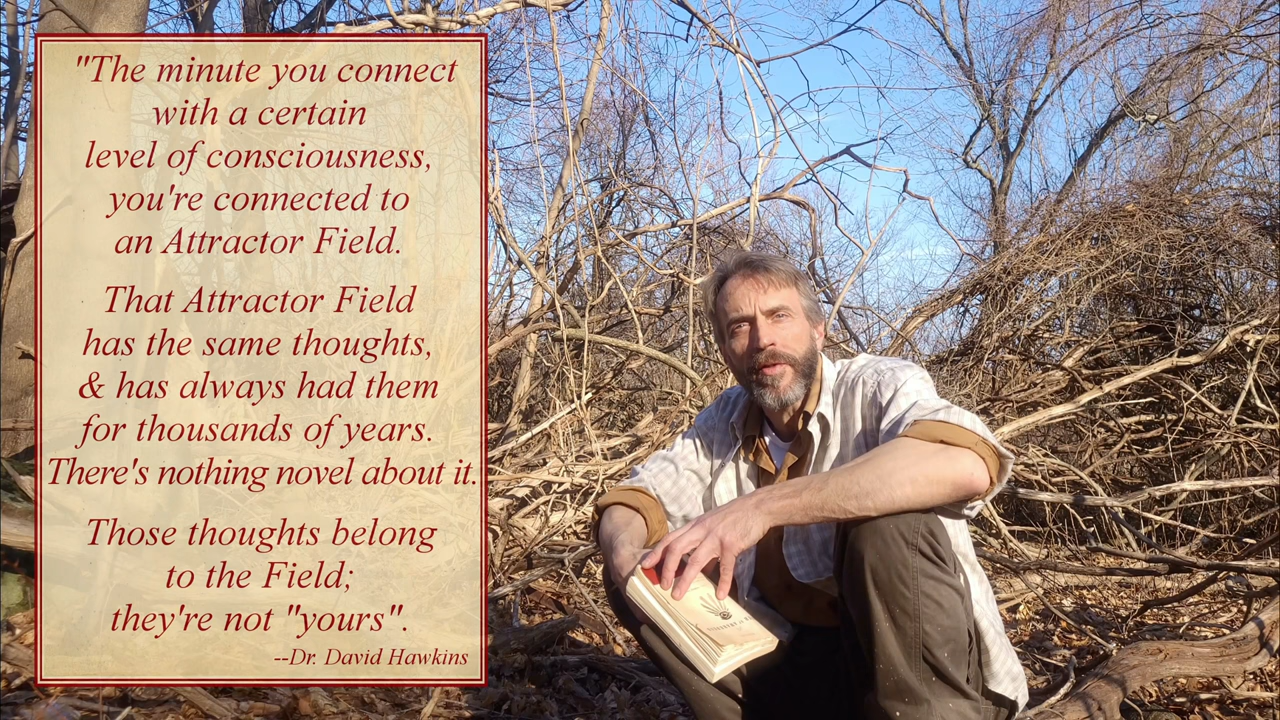 "The minute you connect
with a certain
level of consciousness,
you're connected to
an Attractor Field.
That Attractor Field
has the same thoughts,
& has always had them
for thousands of years.
There's nothing novel about it.
Those thoughts belong
to the Field;
they're not "yours".
--Dr. David Hawkins